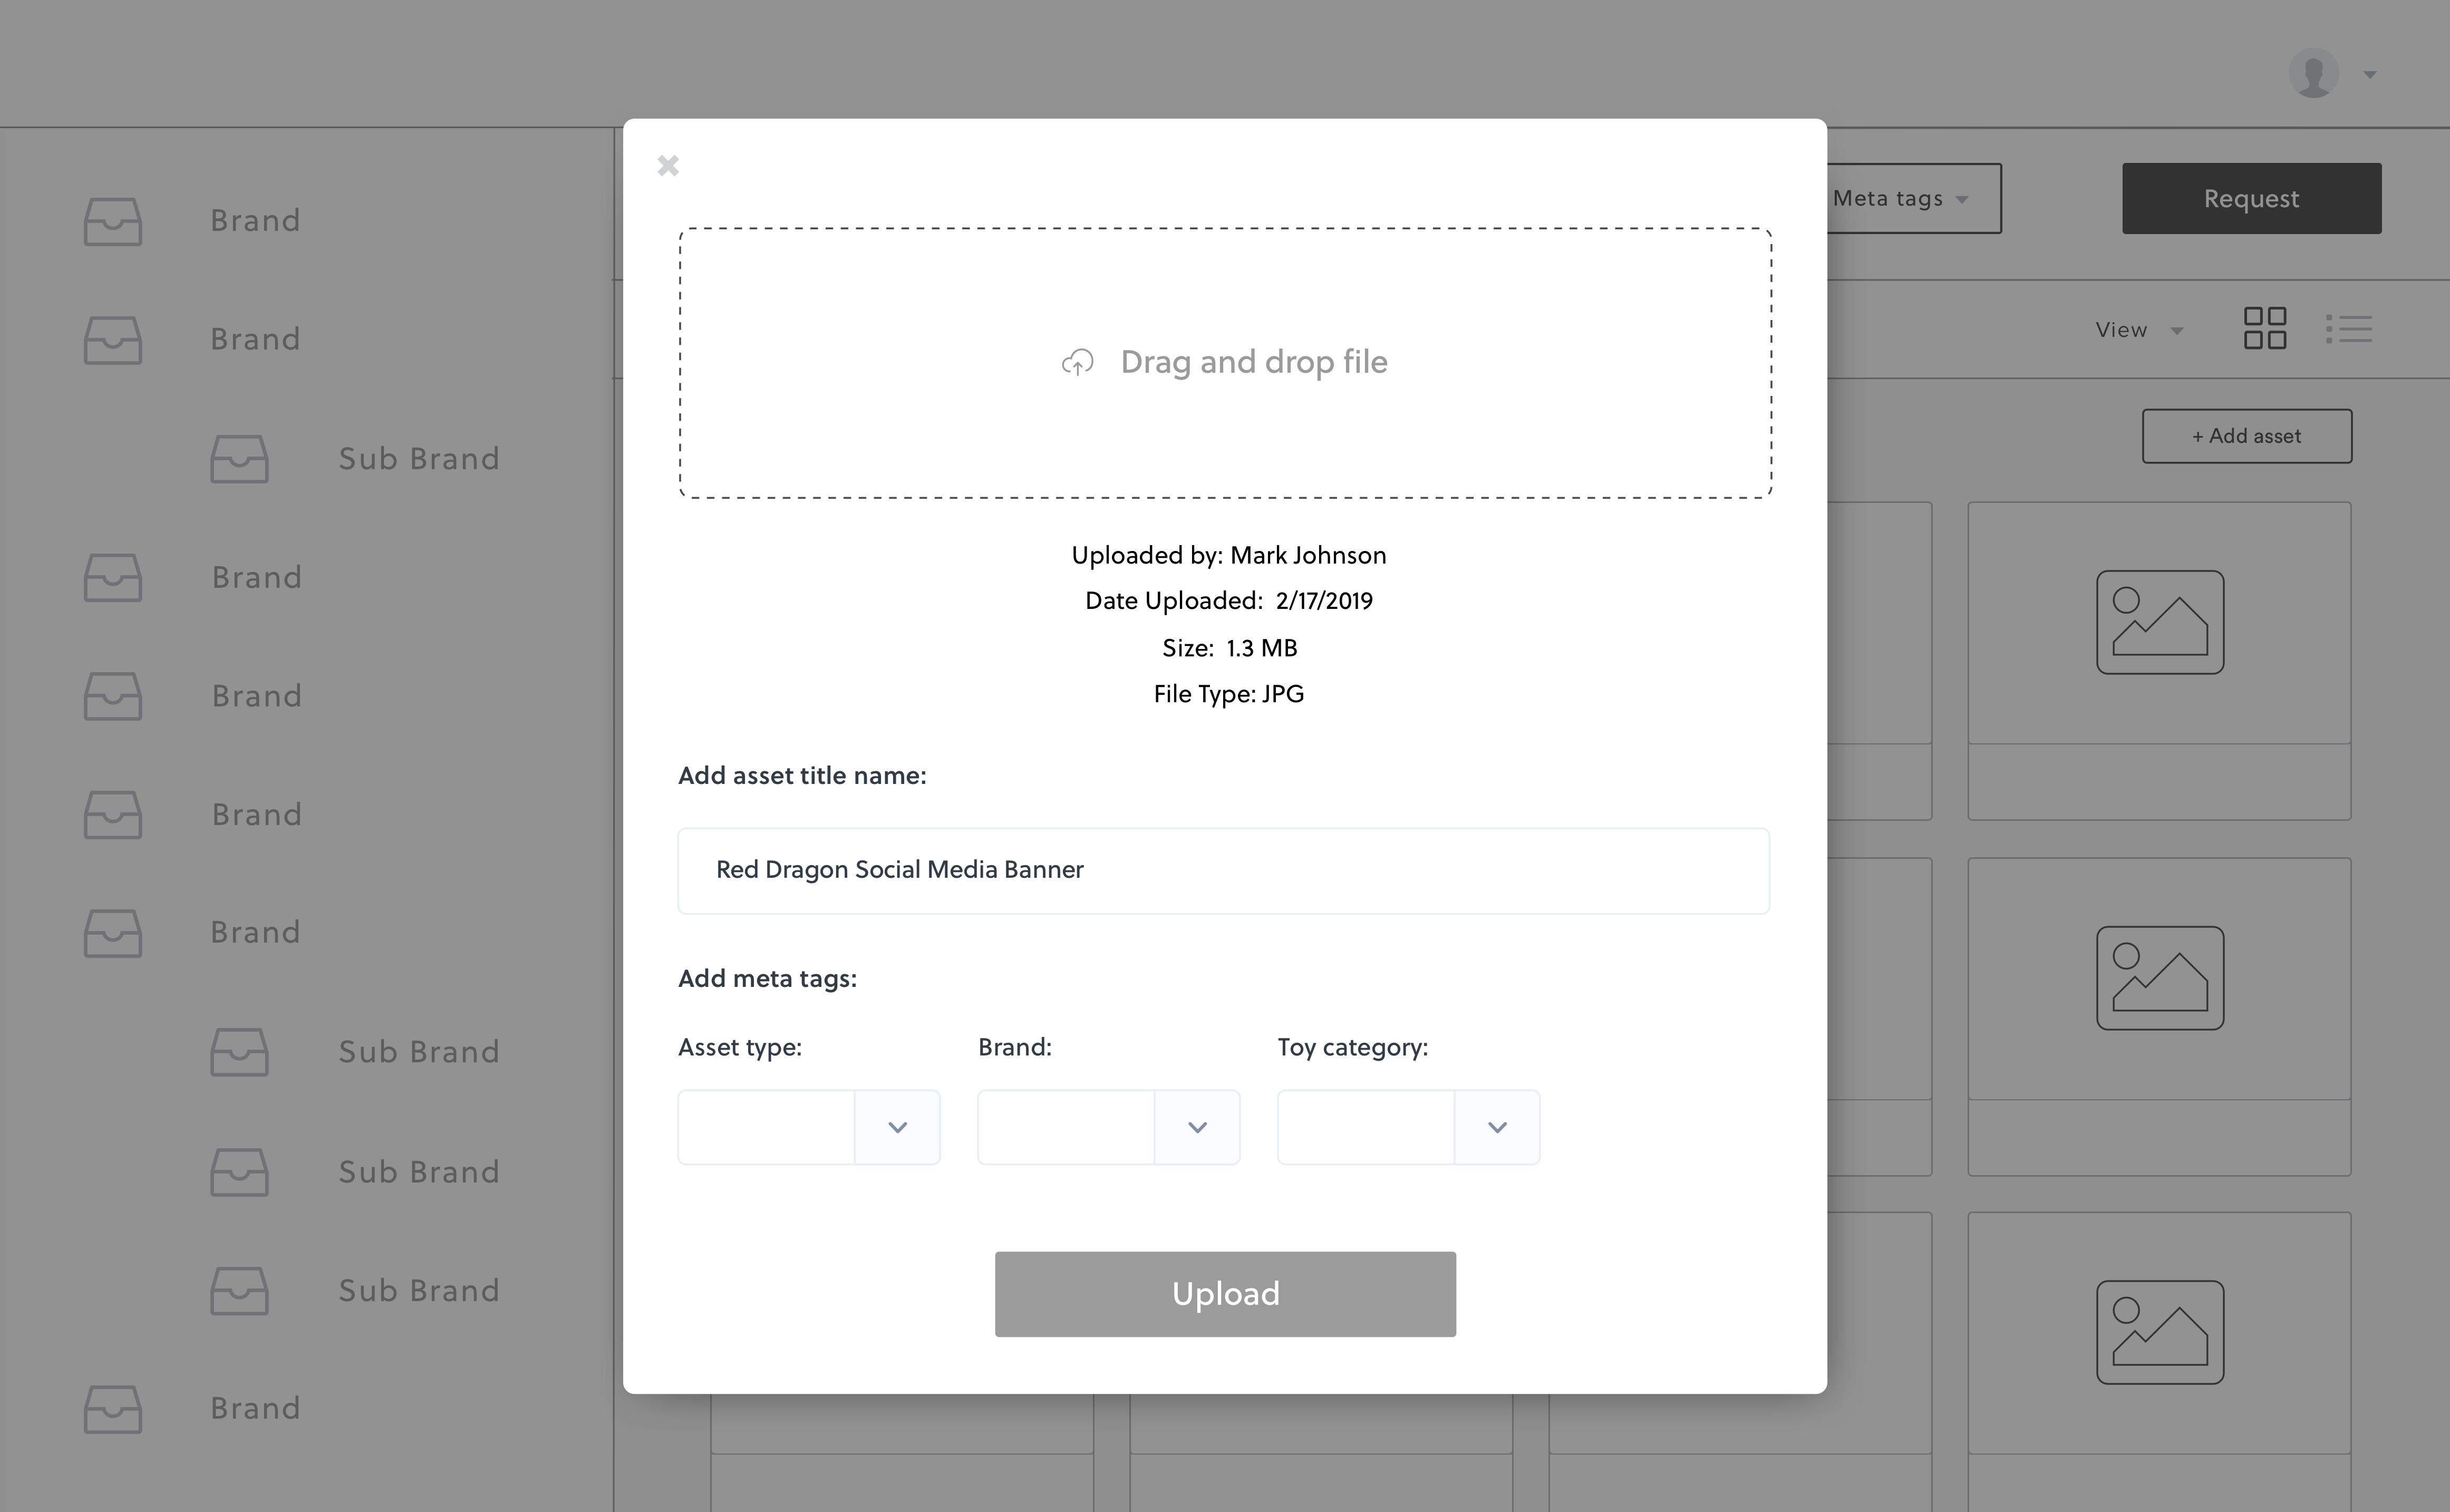 Brand
Brand
Sub Brand
Brand
Brand
Brand
Brand
Sub Brand
Sub Brand
Sub Brand
Brand
Meta tags
Request
View
+ Add asset
Drag and drop file
Uploaded by: Mark Johnson
Date Uploaded: 2/17/2019
Size: 1.3 MB
File Type: JPG
Add asset title name:
Red Dragon Social Media Banner
Add meta tags:
Asset type: Brand: Toy category:
Upload